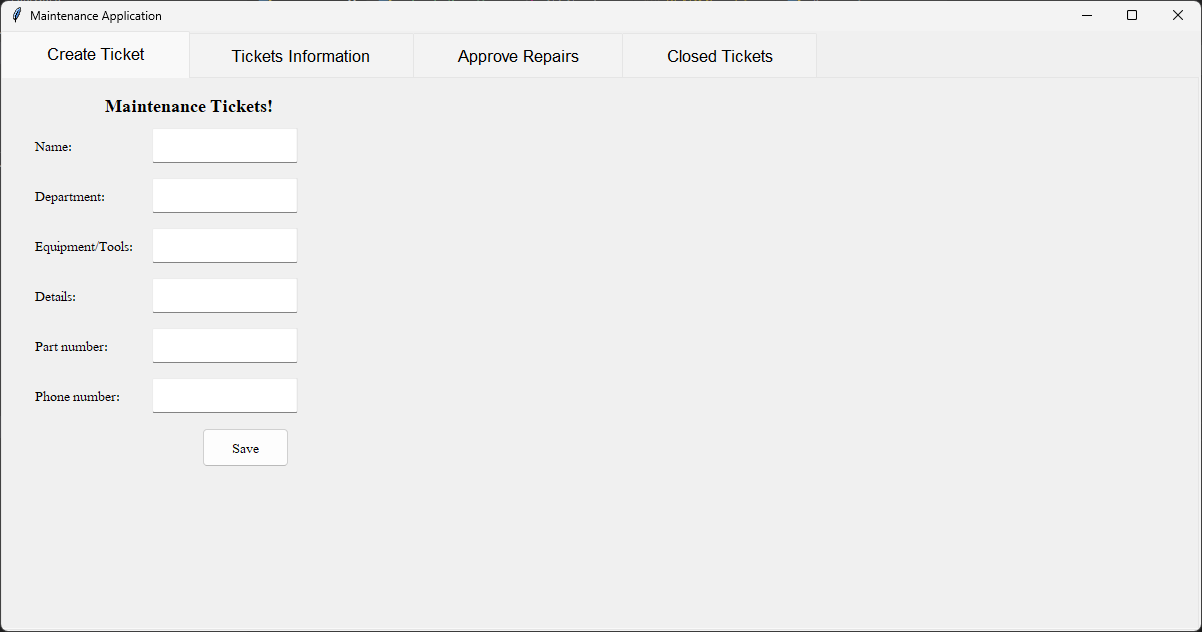 Maintenance Application
Create Ticket Tickets Information Approve Repairs Closed Tickets
Maintenance Tickets!
Name:
Department:
Equipment/Tools:
Details:
Part number:
Phone number:
Save